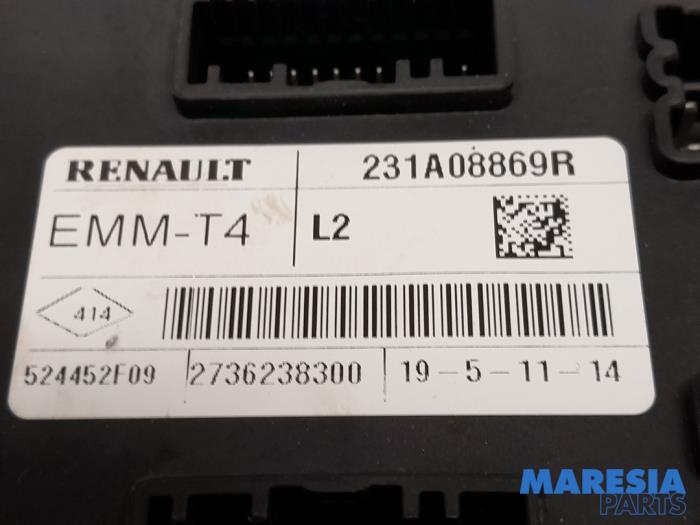 RENAULT 231A08869R
EMM-T4 L2
414
524452F09 2736238300 19-5-11-14
MARESIA
PARTS